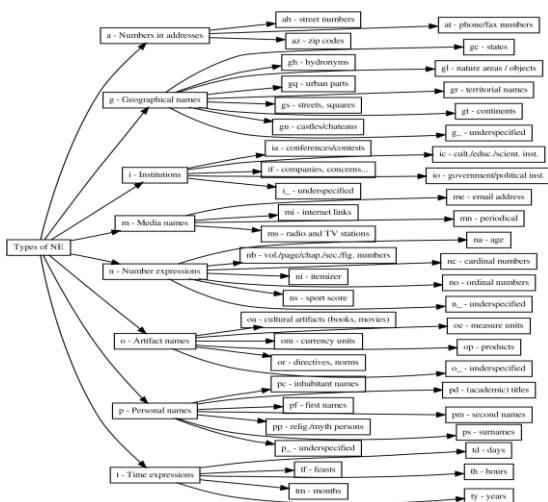 Types of NE
a - Numbers in addresses
ah - street numbers
at - phone/fax numbers
az - zip codes
g - Geographical names
gc - states
gh - hydronyms
gl - nature areas / objects
gq - urban parts
gr - territorial names
gs - streets, squares
gt - continents
gu - castles/chateaus
g_ - underspecified
i - Institutions
ia - conferences/contests
ic - cult./educ./scient. inst.
if - companies, concerns...
io - government/political inst.
i_ - underspecified
m - Media names
me - email address
mi - internet links
mn - periodical
ms - radio and TV stations
n - Number expressions
na - age
nb - vol./page/chap./sec./fig. numbers
nc - cardinal numbers
ni - itemizer
no - ordinal numbers
ns - sport score
n_ - underspecified
o - Artifact names
oa - cultural artifacts (books, movies)
oe - measure units
om - currency units
op - products
or - directives, norms
o_ - underspecified
p - Personal names
pc - inhabitant names
pd - (academic) titles
pf - first names
pm - second names
pp - relig./myth persons
ps - surnames
p_ - underspecified
t - Time expressions
td - days
tf - feasts
th - hours
tm - months
ty - years